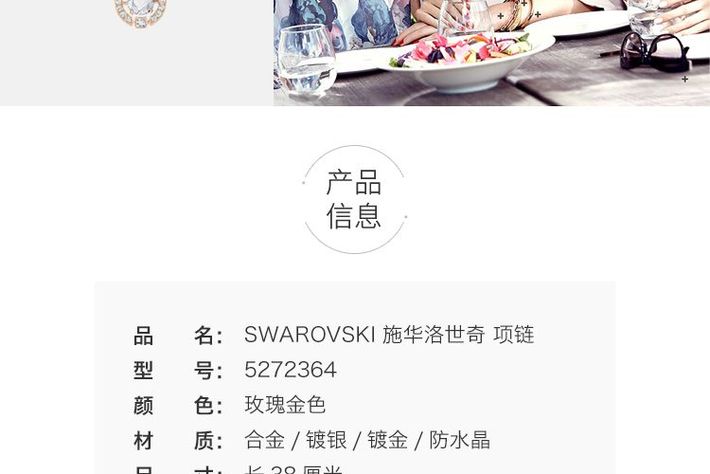 产品
信息
品 名: SWAROVSKI 施华洛世奇 项链
型 号: 5272364
颜 色: 玫瑰金色
材 质: 合金 / 镀银 / 镀金 / 防水晶
尺 寸: 长 38 厘米